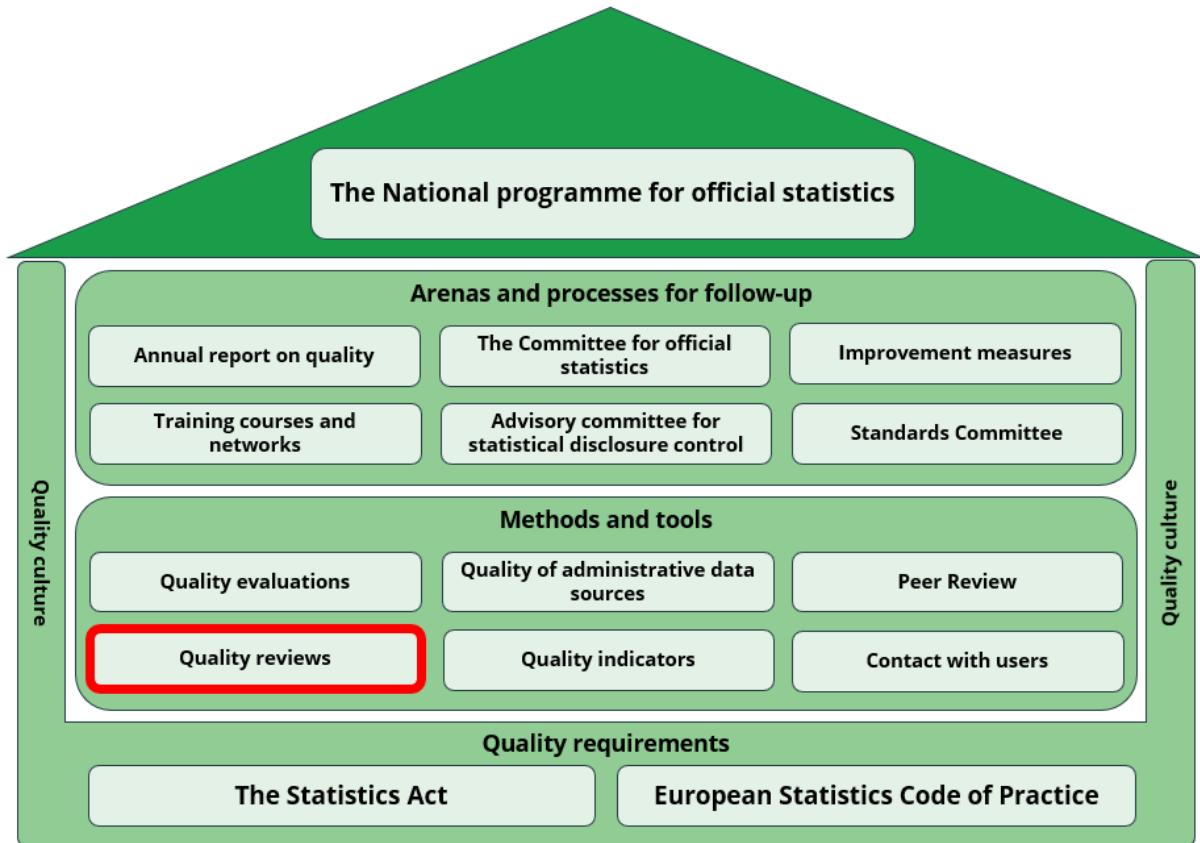 The National programme for official statistics
Arenas and processes for follow-up
Annual report on quality
The Committee for official
statistics
Improvement measures
Training courses and
networks
Advisory committee for
statistical disclosure control
Standards Committee
Quality culture
Quality culture
Methods and tools
Quality evaluations
Quality of administrative data
sources
Peer Review
Quality reviews
Quality indicators
Contact with users
Quality requirements
The Statistics Act
European Statistics Code of Practice